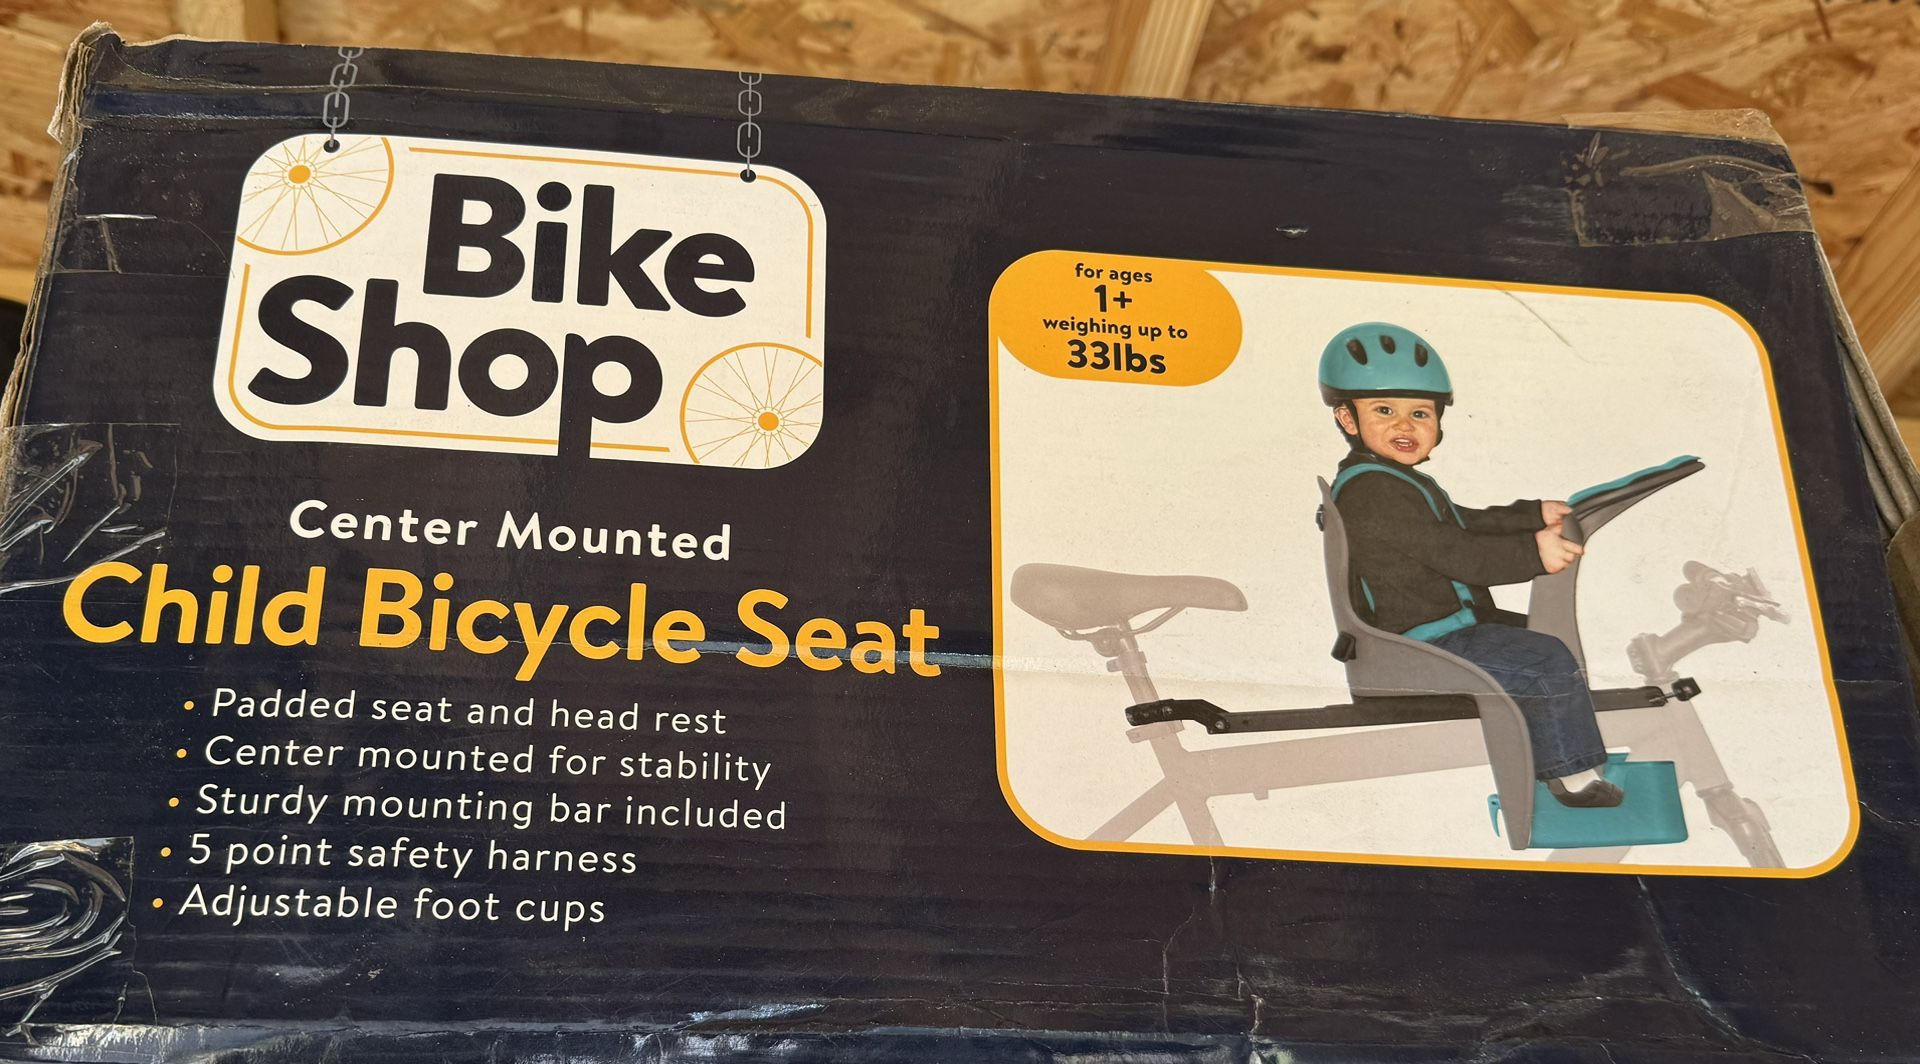 Bike
Shop
Center Mounted
Child Bicycle Seat
• Padded seat and head rest
• Center mounted for stability
• Sturdy mounting bar included
• 5 point safety harness
• Adjustable foot cups
for ages
1+
weighing up to
33lbs